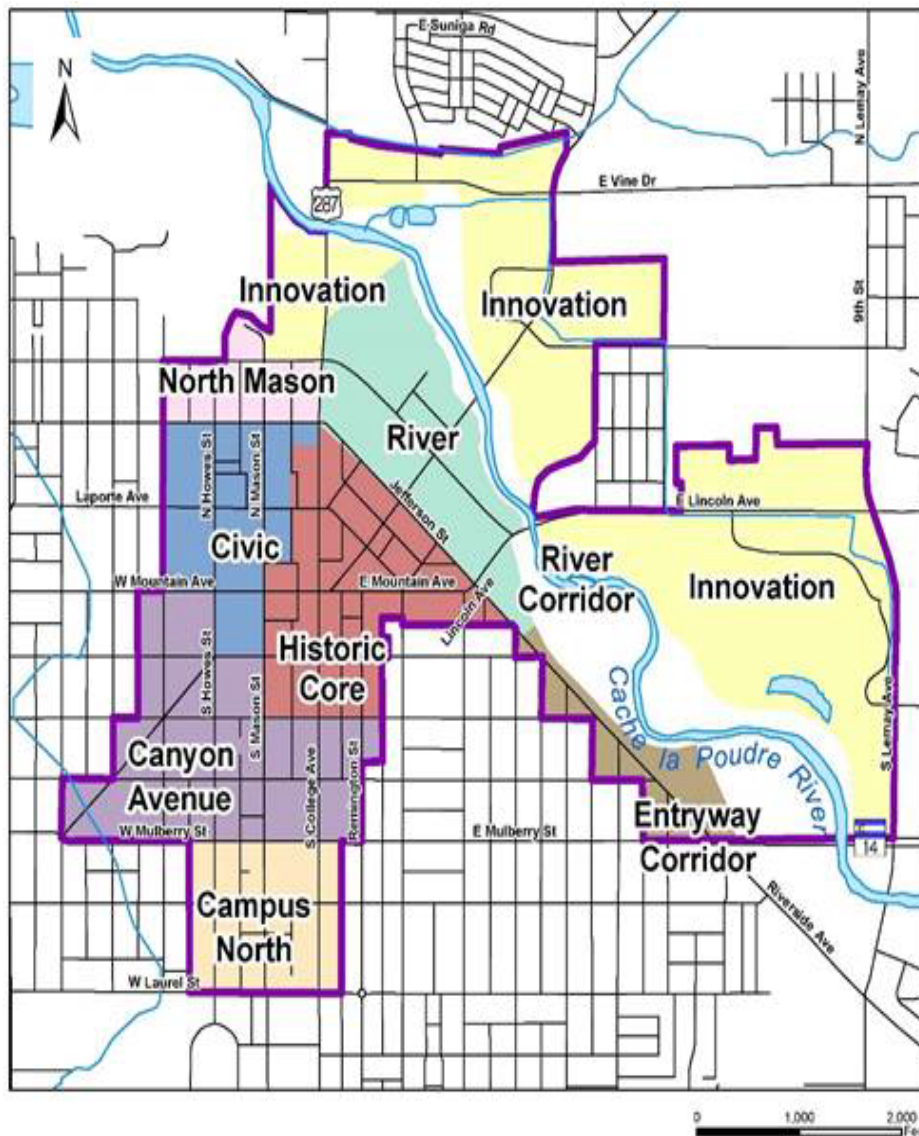 E Suniga Rd
N Lemay Ave
N
E Vine Dr
287
9th St
Innovation
Innovation
North Mason
River
N Howes St
N Mason St
Jefferson St
Laporte Ave
E Lincoln Ave
Civic
River
Corridor
W Mountain Ave
E Mountain Ave
Innovation
Lincoln Ave
Historic
Core
S Howes St
S Mason St
Cache la Poudre River
S Lemay Ave
Canyon
Avenue
S College Ave
Remington St
W Mulberry St
E Mulberry St
Entryway
Corridor
14
Campus
North
Riverside Ave
W Laurel St
0 1,000 2,000